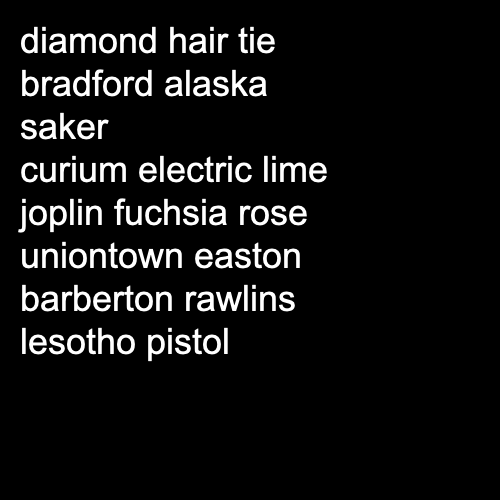 diamond hair tie
bradford alaska
saker
curium electric lime
joplin fuchsia rose
uniontown easton
barberton rawlins
lesotho pistol